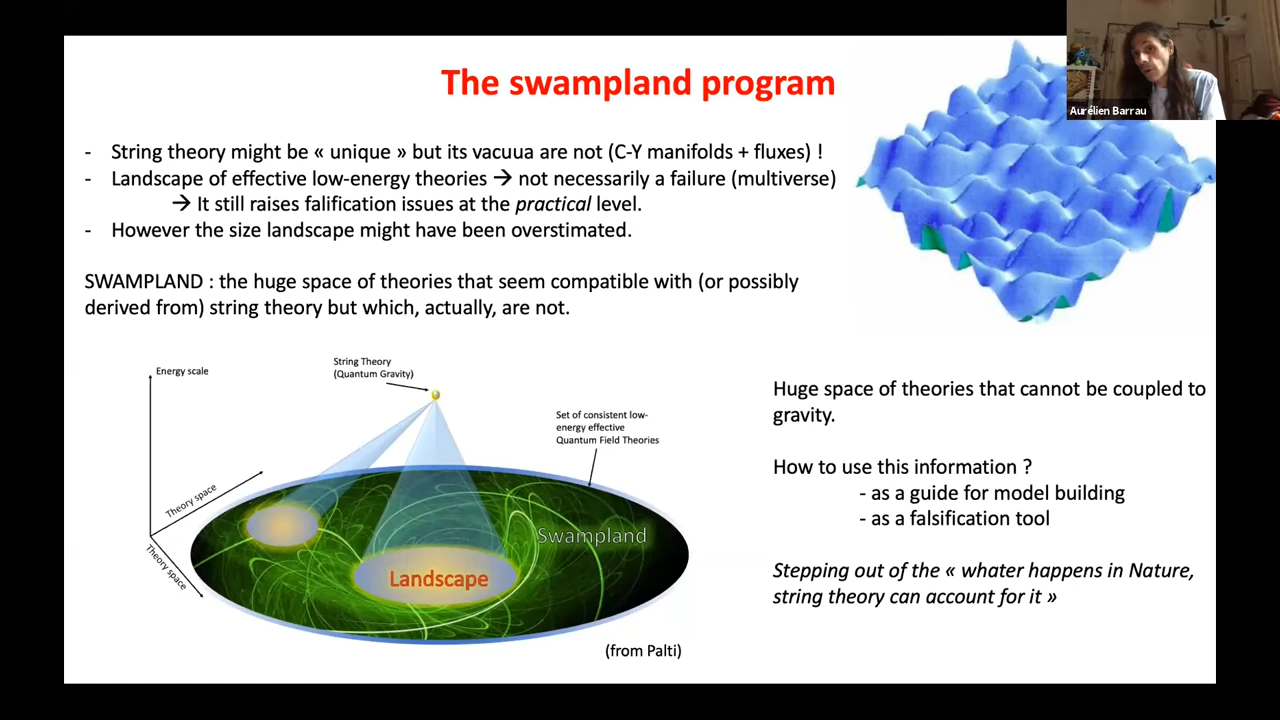 The swampland program
Aurélien Barrau
- String theory might be « unique » but its vacuua are not (C-Y manifolds + fluxes) !
- Landscape of effective low-energy theories → not necessarily a failure (multiverse)
→ It still raises falification issues at the practical level.
- However the size landscape might have been overstimated.
SWAMPLAND : the huge space of theories that seem compatible with (or possibly
derived from) string theory but which, actually, are not.
Energy scale
String Theory
(Quantum Gravity)
Set of consistent low-
energy effective
Quantum Field Theories
Theory space
Theory space
Swampland
Landscape
(from Palti)
Huge space of theories that cannot be coupled to
gravity.
How to use this information ?
- as a guide for model building
- as a falsification tool
Stepping out of the « whater happens in Nature,
string theory can account for it »